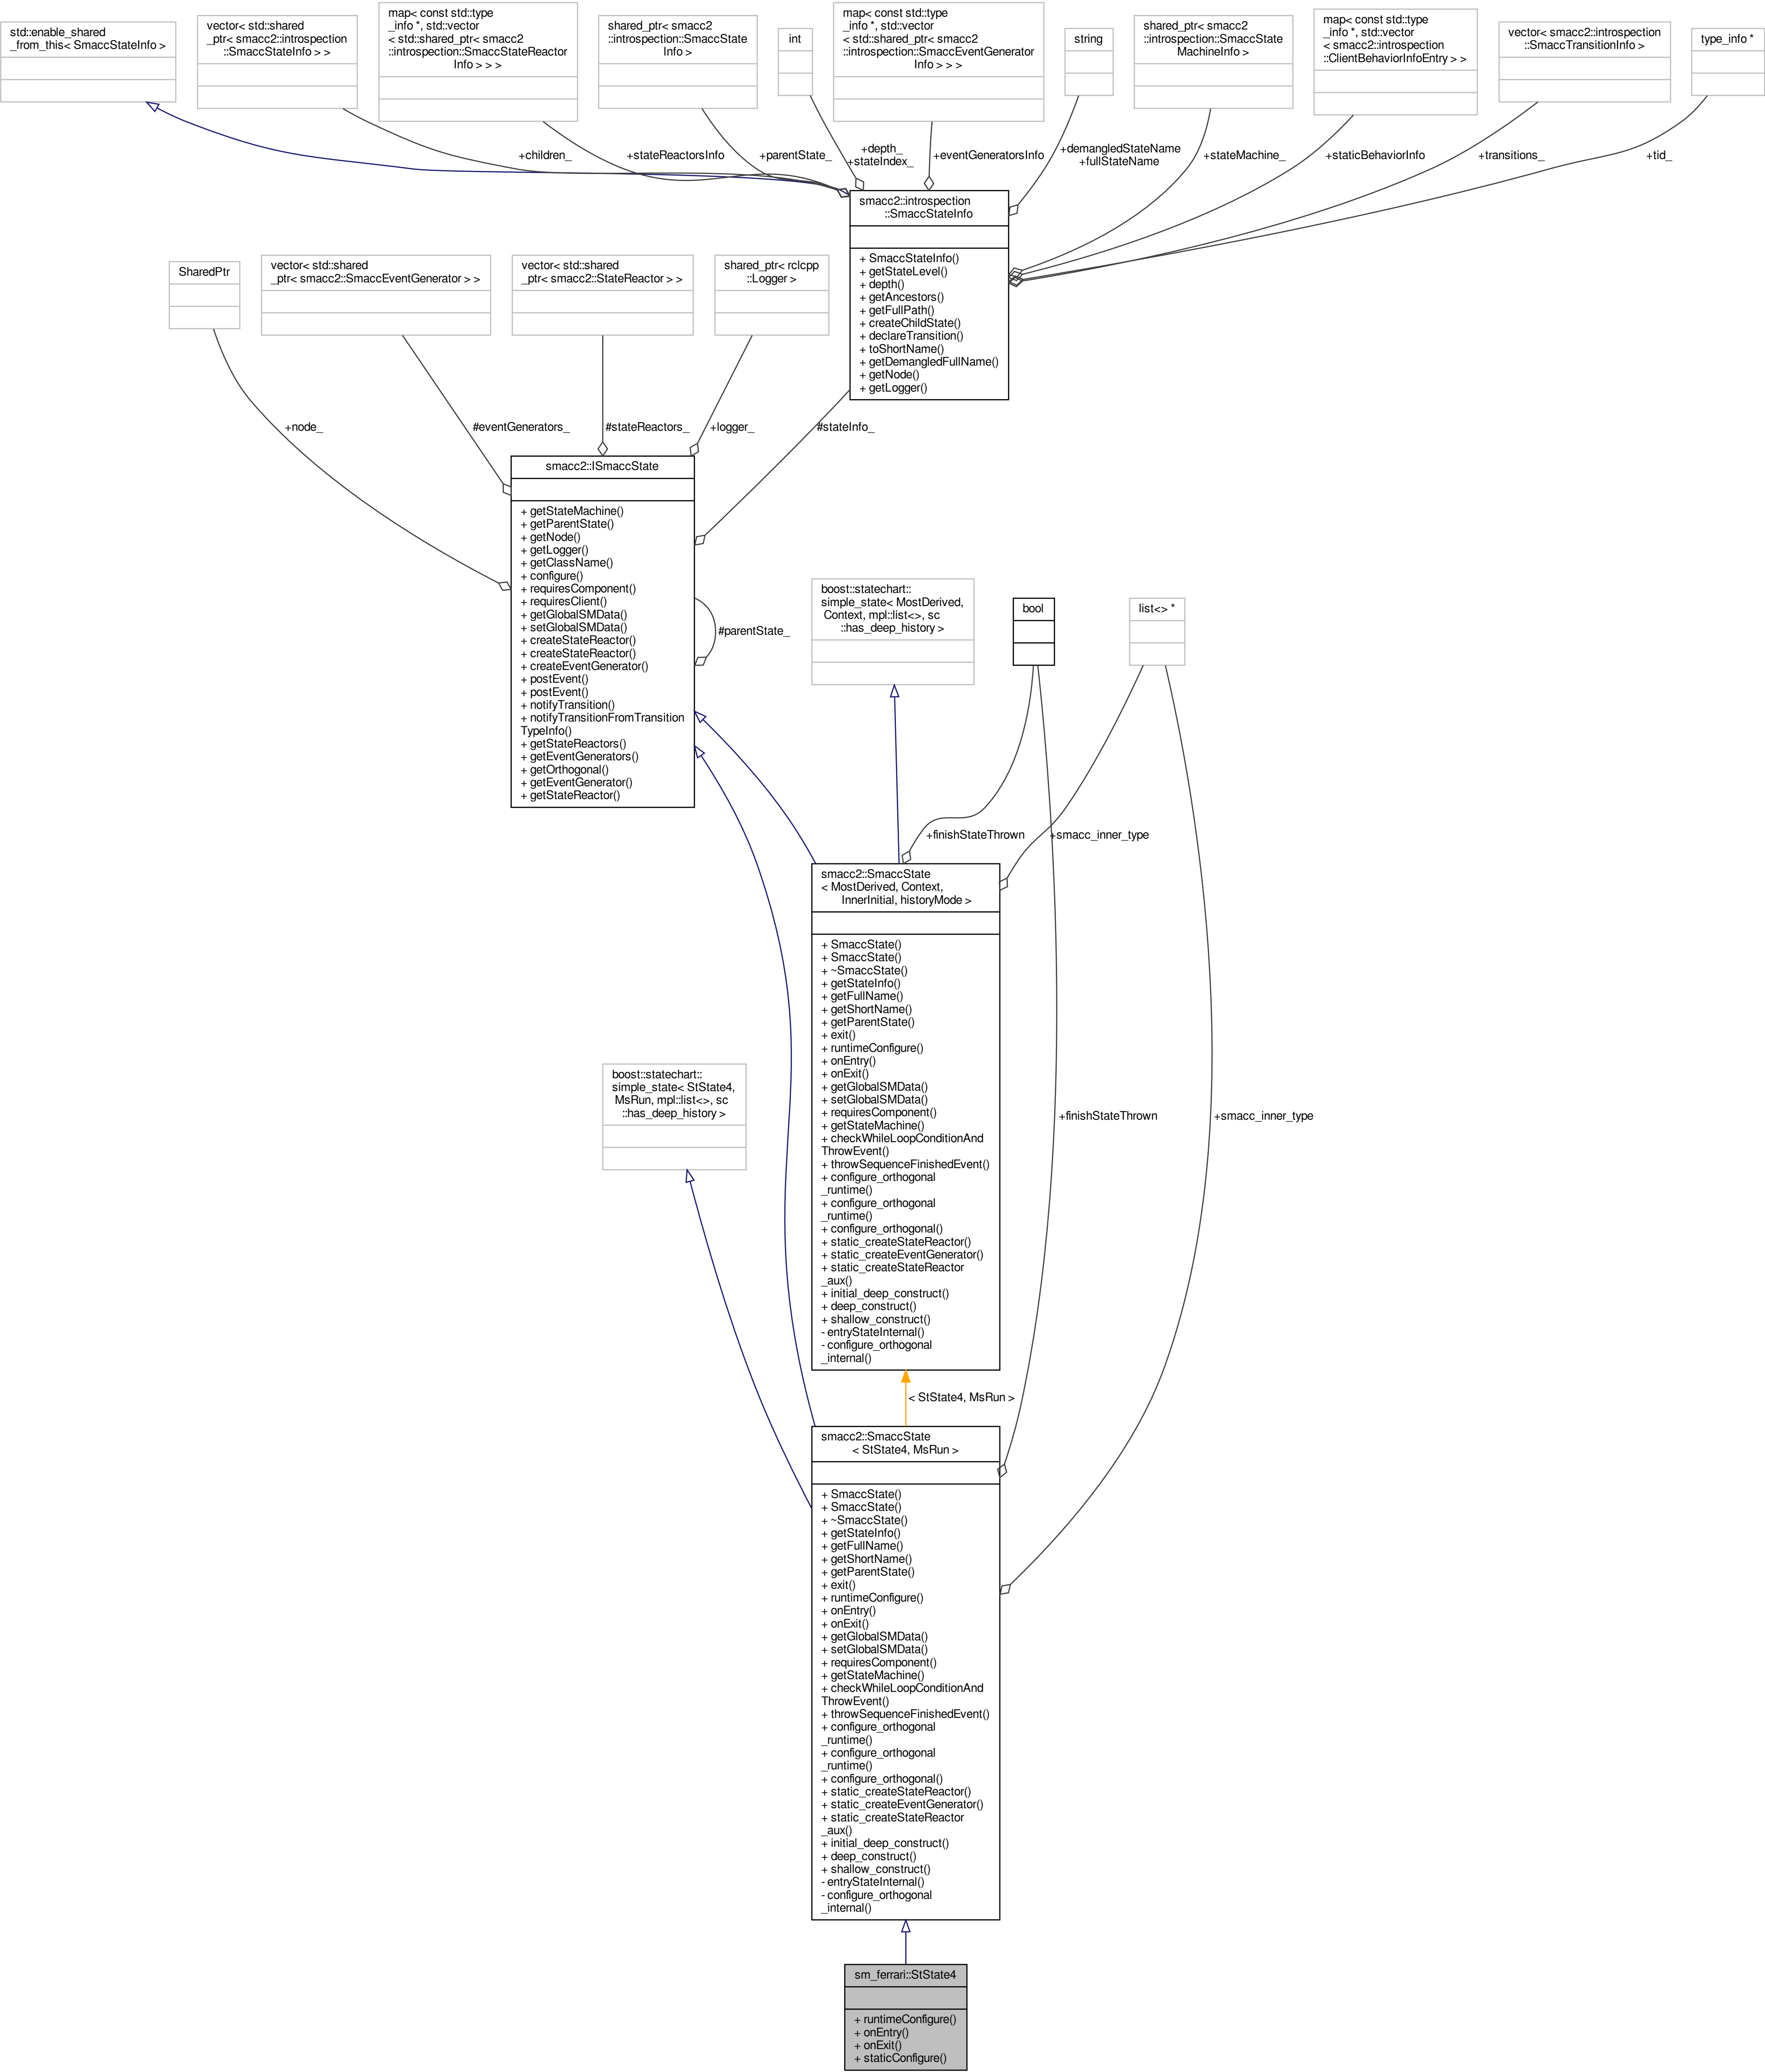 std::enable_shared
_from_this< SmaccStateInfo >
vector< std::shared
_ptr< smacc2::introspection
::SmaccStateInfo > >
map< const std::type
_info *, std::vector
< std::shared_ptr< smacc2
::introspection::SmaccStateReactor
Info > > >
shared_ptr< smacc2
::introspection::SmaccState
Info >
int
map< const std::type
_info *, std::vector
< std::shared_ptr< smacc2
::introspection::SmaccEventGenerator
Info > > >
string
shared_ptr< smacc2
::introspection::SmaccState
MachineInfo >
map< const std::type
_info *, std::vector
< smacc2::introspection
::ClientBehaviorInfoEntry > >
vector< smacc2::introspection
::SmaccTransitionInfo >
type_info *
+children_
+stateReactorsInfo
+parentState_
+depth_
+stateIndex_
+eventGeneratorsInfo
+demangledStateName
+fullStateName
+stateMachine_
+staticBehaviorInfo
+transitions_
+tid_
smacc2::introspection
::SmaccStateInfo
+ SmaccStateInfo()
+ getStateLevel()
+ depth()
+ getAncestors()
+ getFullPath()
+ createChildState()
+ declareTransition()
+ toShortName()
+ getDemangledFullName()
+ getNode()
+ getLogger()
SharedPtr
vector< std::shared
_ptr< smacc2::SmaccEventGenerator > >
vector< std::shared
_ptr< smacc2::StateReactor > >
shared_ptr< rclcpp
::Logger >
+node_
#eventGenerators_
#stateReactors_
+logger_
#stateInfo_
smacc2::ISmaccState
+ getStateMachine()
+ getParentState()
+ getNode()
+ getLogger()
+ getClassName()
+ configure()
+ requiresComponent()
+ requiresClient()
+ getGlobalSMData()
+ setGlobalSMData()
+ createStateReactor()
+ createStateReactor()
+ createEventGenerator()
+ postEvent()
+ postEvent()
+ notifyTransition()
+ notifyTransitionFromTransition
TypeInfo()
+ getStateReactors()
+ getEventGenerators()
+ getOrthogonal()
+ getEventGenerator()
+ getStateReactor()
#parentState_
boost::statechart::
simple_state< MostDerived,
Context, mpl::list<>, sc
::has_deep_history >
bool
list<> *
+finishStateThrown
+smacc_inner_type
smacc2::SmaccState
< MostDerived, Context,
InnerInitial, historyMode >
+ SmaccState()
+ SmaccState()
+ ~SmaccState()
+ getStateInfo()
+ getFullName()
+ getShortName()
+ getParentState()
+ exit()
+ runtimeConfigure()
+ onEntry()
+ onExit()
+ getGlobalSMData()
+ setGlobalSMData()
+ requiresComponent()
+ getStateMachine()
+ checkWhileLoopConditionAnd
ThrowEvent()
+ throwSequenceFinishedEvent()
+ configure_orthogonal
_runtime()
+ configure_orthogonal
_runtime()
+ configure_orthogonal()
+ static_createStateReactor()
+ static_createEventGenerator()
+ static_createStateReactor
_aux()
+ initial_deep_construct()
+ deep_construct()
+ shallow_construct()
- entryStateInternal()
- configure_orthogonal
_internal()
boost::statechart::
simple_state< StState4,
MsRun, mpl::list<>, sc
::has_deep_history >
+finishStateThrown
+smacc_inner_type
< StState4, MsRun >
smacc2::SmaccState
< StState4, MsRun >
+ SmaccState()
+ SmaccState()
+ ~SmaccState()
+ getStateInfo()
+ getFullName()
+ getShortName()
+ getParentState()
+ exit()
+ runtimeConfigure()
+ onEntry()
+ onExit()
+ getGlobalSMData()
+ setGlobalSMData()
+ requiresComponent()
+ getStateMachine()
+ checkWhileLoopConditionAnd
ThrowEvent()
+ throwSequenceFinishedEvent()
+ configure_orthogonal
_runtime()
+ configure_orthogonal
_runtime()
+ configure_orthogonal()
+ static_createStateReactor()
+ static_createEventGenerator()
+ static_createStateReactor
_aux()
+ initial_deep_construct()
+ deep_construct()
+ shallow_construct()
- entryStateInternal()
- configure_orthogonal
_internal()
sm_ferrari::StState4
+ runtimeConfigure()
+ onEntry()
+ onExit()
+ staticConfigure()